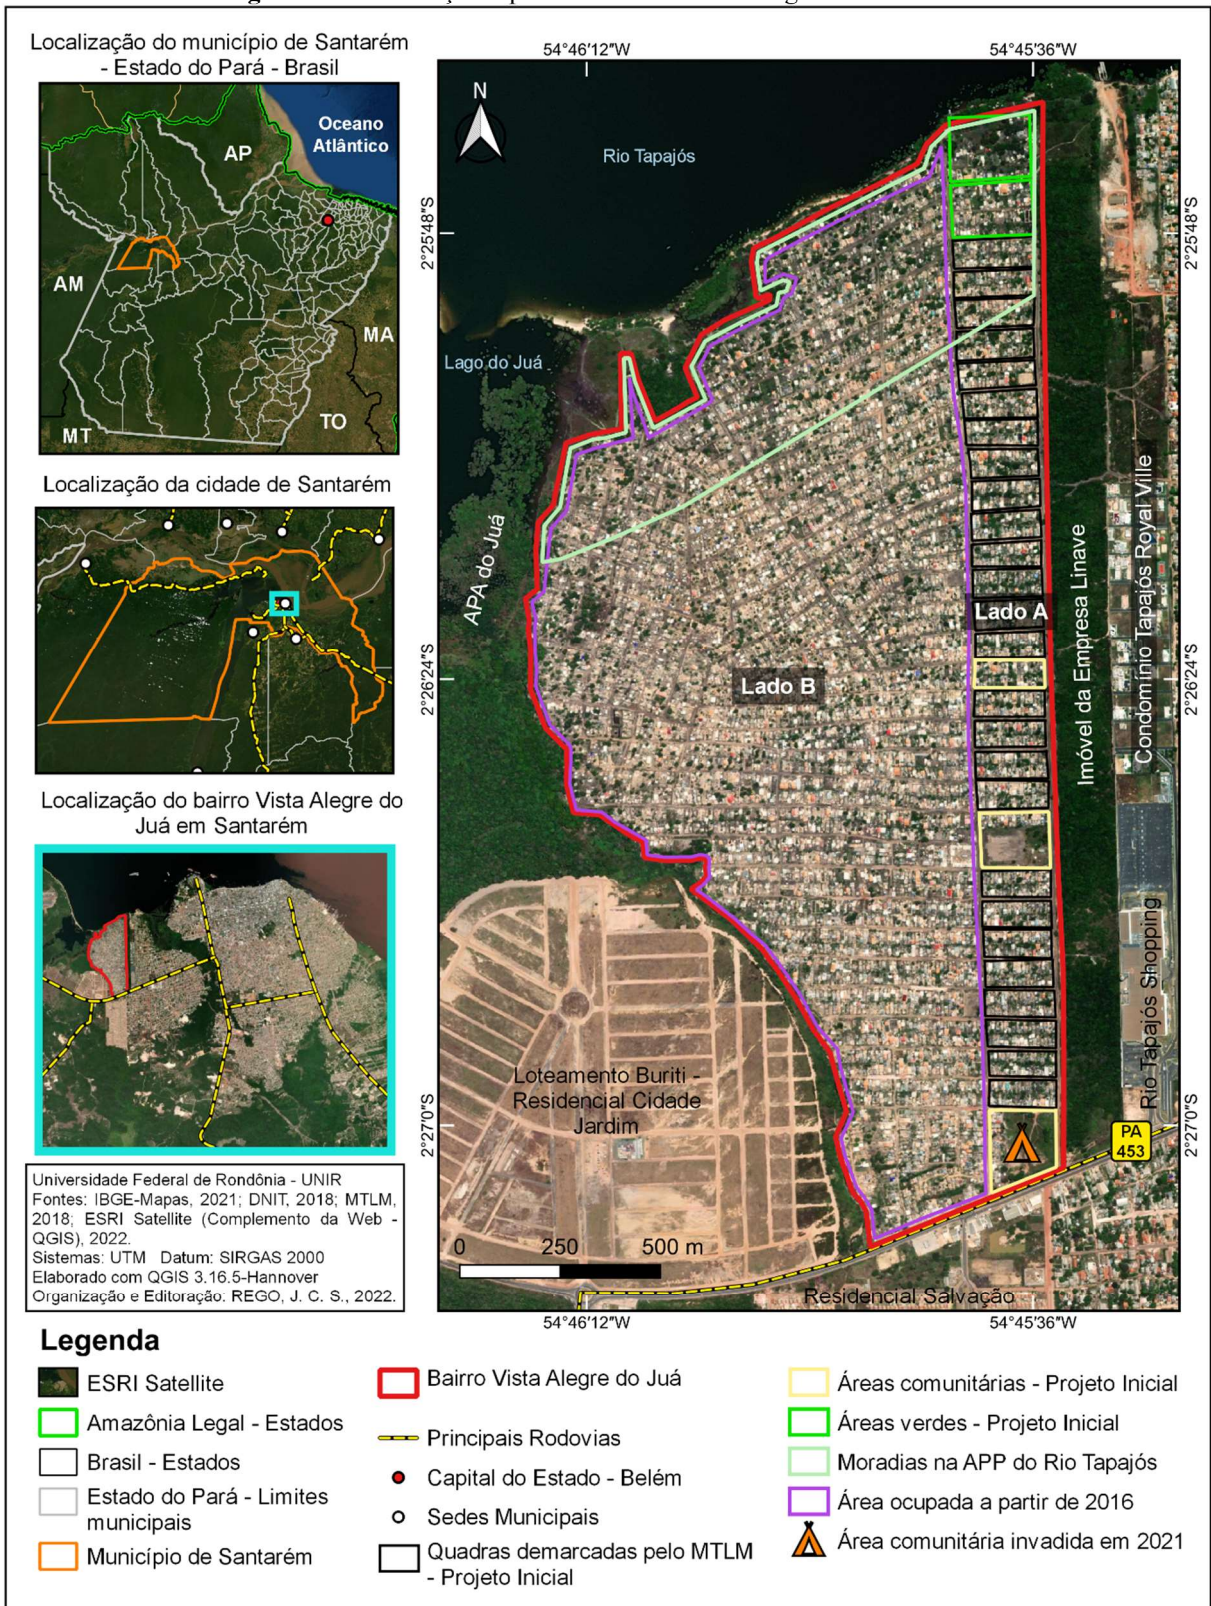 Localização do município de Santarém
- Estado do Pará - Brasil
Oceano
Atlântico
AP
AM
MA
TO
MT
Localização da cidade de Santarém
Localização do bairro Vista Alegre do
Juá em Santarém
Universidade Federal de Rondônia - UNIR
Fontes: IBGE-Mapas, 2021; DNIT, 2018; MTLM,
2018; ESRI Satellite (Complemento da Web -
QGIS), 2022.
Sistemas: UTM Datum: SIRGAS 2000
Elaborado com QGIS 3.16.5-Hannover
Organização e Editoração: REGO, J. C. S., 2022.
54°46'12"W
54°45'36"W
N
Rio Tapajós
2°25'48"S
2°25'48"S
Lago do Juá
APA do Juá
Lado A
Lado B
Imóvel da Empresa Linave
Condomínio Tapajós Royal Ville
2°26'24"S
2°26'24"S
Rio Tapajós Shopping
Loteamento Buriti -
Residencial Cidade
Jardim
PA
453
2°27'0"S
2°27'0"S
0 250 500 m
Residencial Salvação
54°46'12"W
54°45'36"W
Legenda
ESRI Satellite
Amazônia Legal - Estados
Brasil - Estados
Estado do Pará - Limites
municipais
Município de Santarém
Bairro Vista Alegre do Juá
Principais Rodovias
Capital do Estado - Belém
Sedes Municipais
Quadras demarcadas pelo MTLM
- Projeto Inicial
Áreas comunitárias - Projeto Inicial
Áreas verdes - Projeto Inicial
Moradias na APP do Rio Tapajós
Área ocupada a partir de 2016
Área comunitária invadida em 2021